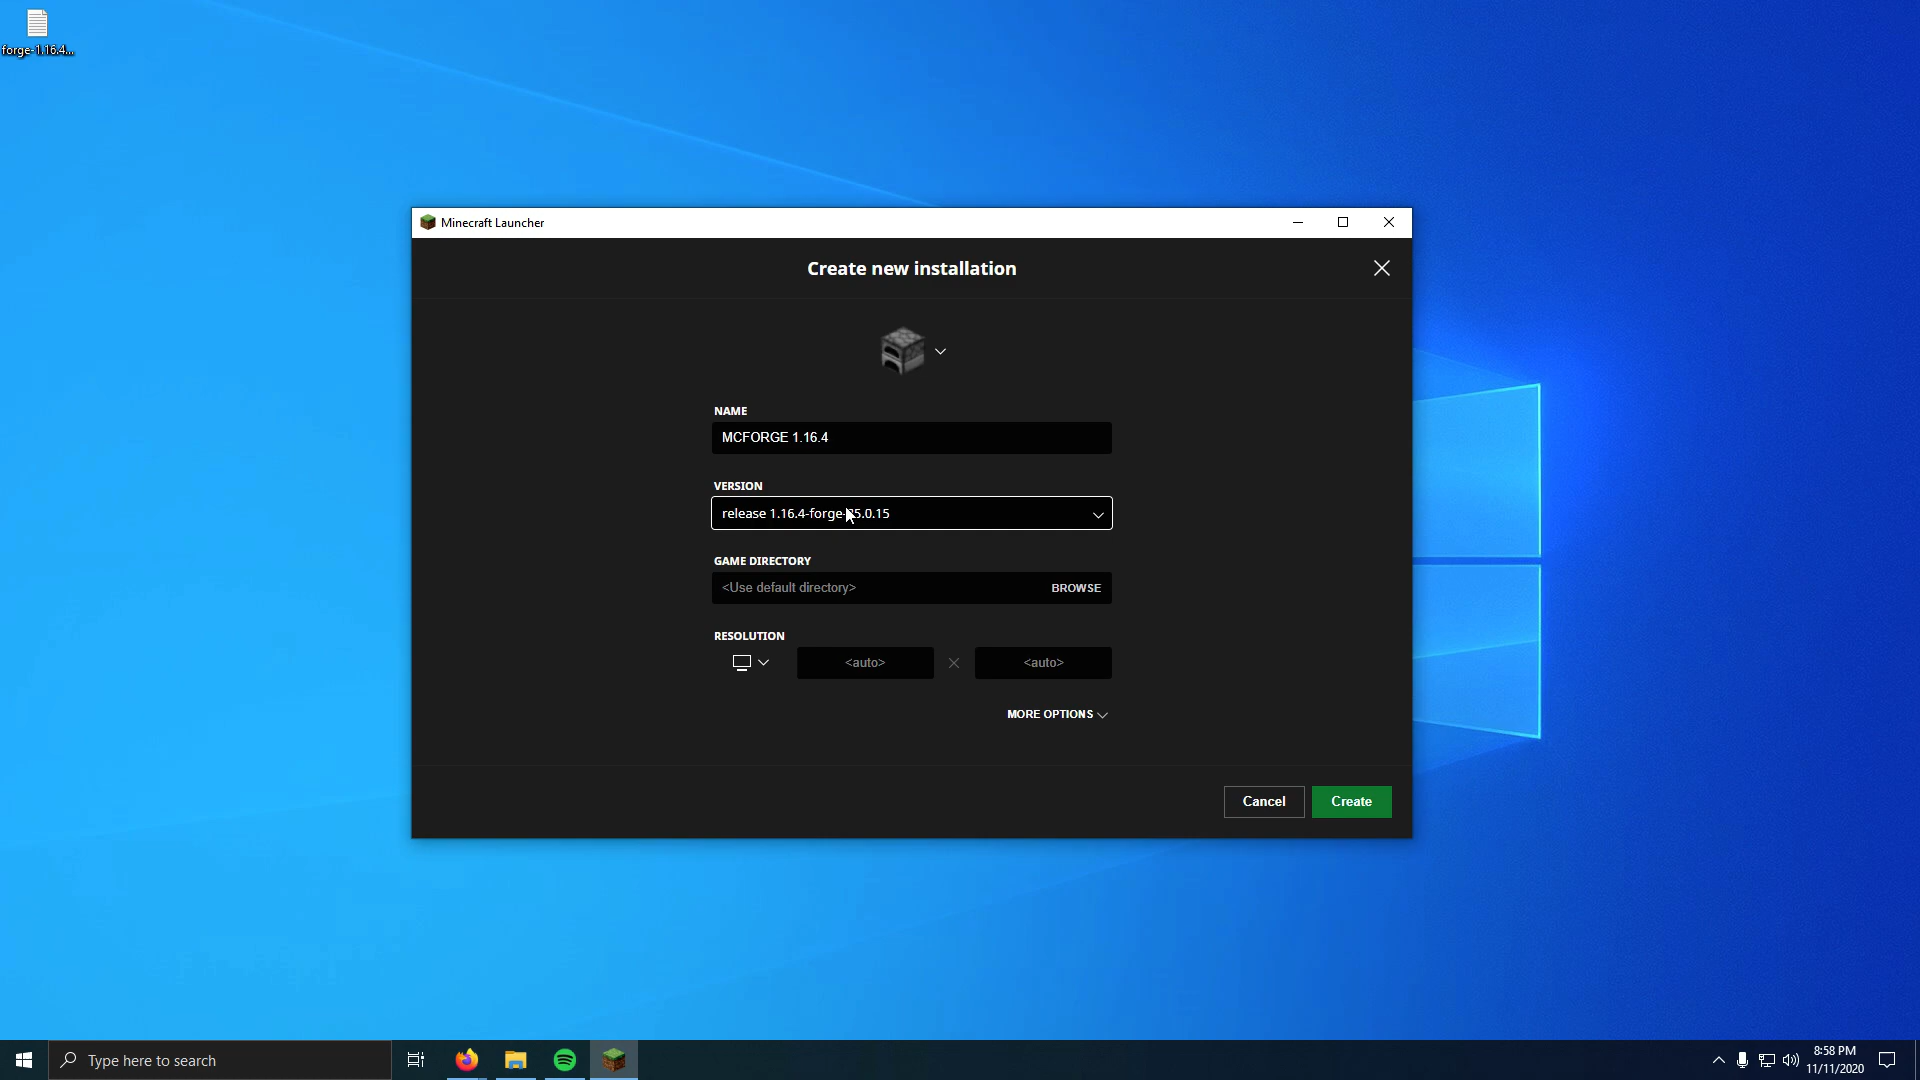 forge-1.16.4...
Minecraft Launcher
Create new installation
NAME
MCFORGE 1.16.4
VERSION
release 1.16.4-forge-35.0.15
GAME DIRECTORY
<Use default directory>
BROWSE
RESOLUTION
<auto>
<auto>
MORE OPTIONS
Cancel
Create
Type here to search
8:58 PM
11/11/2020